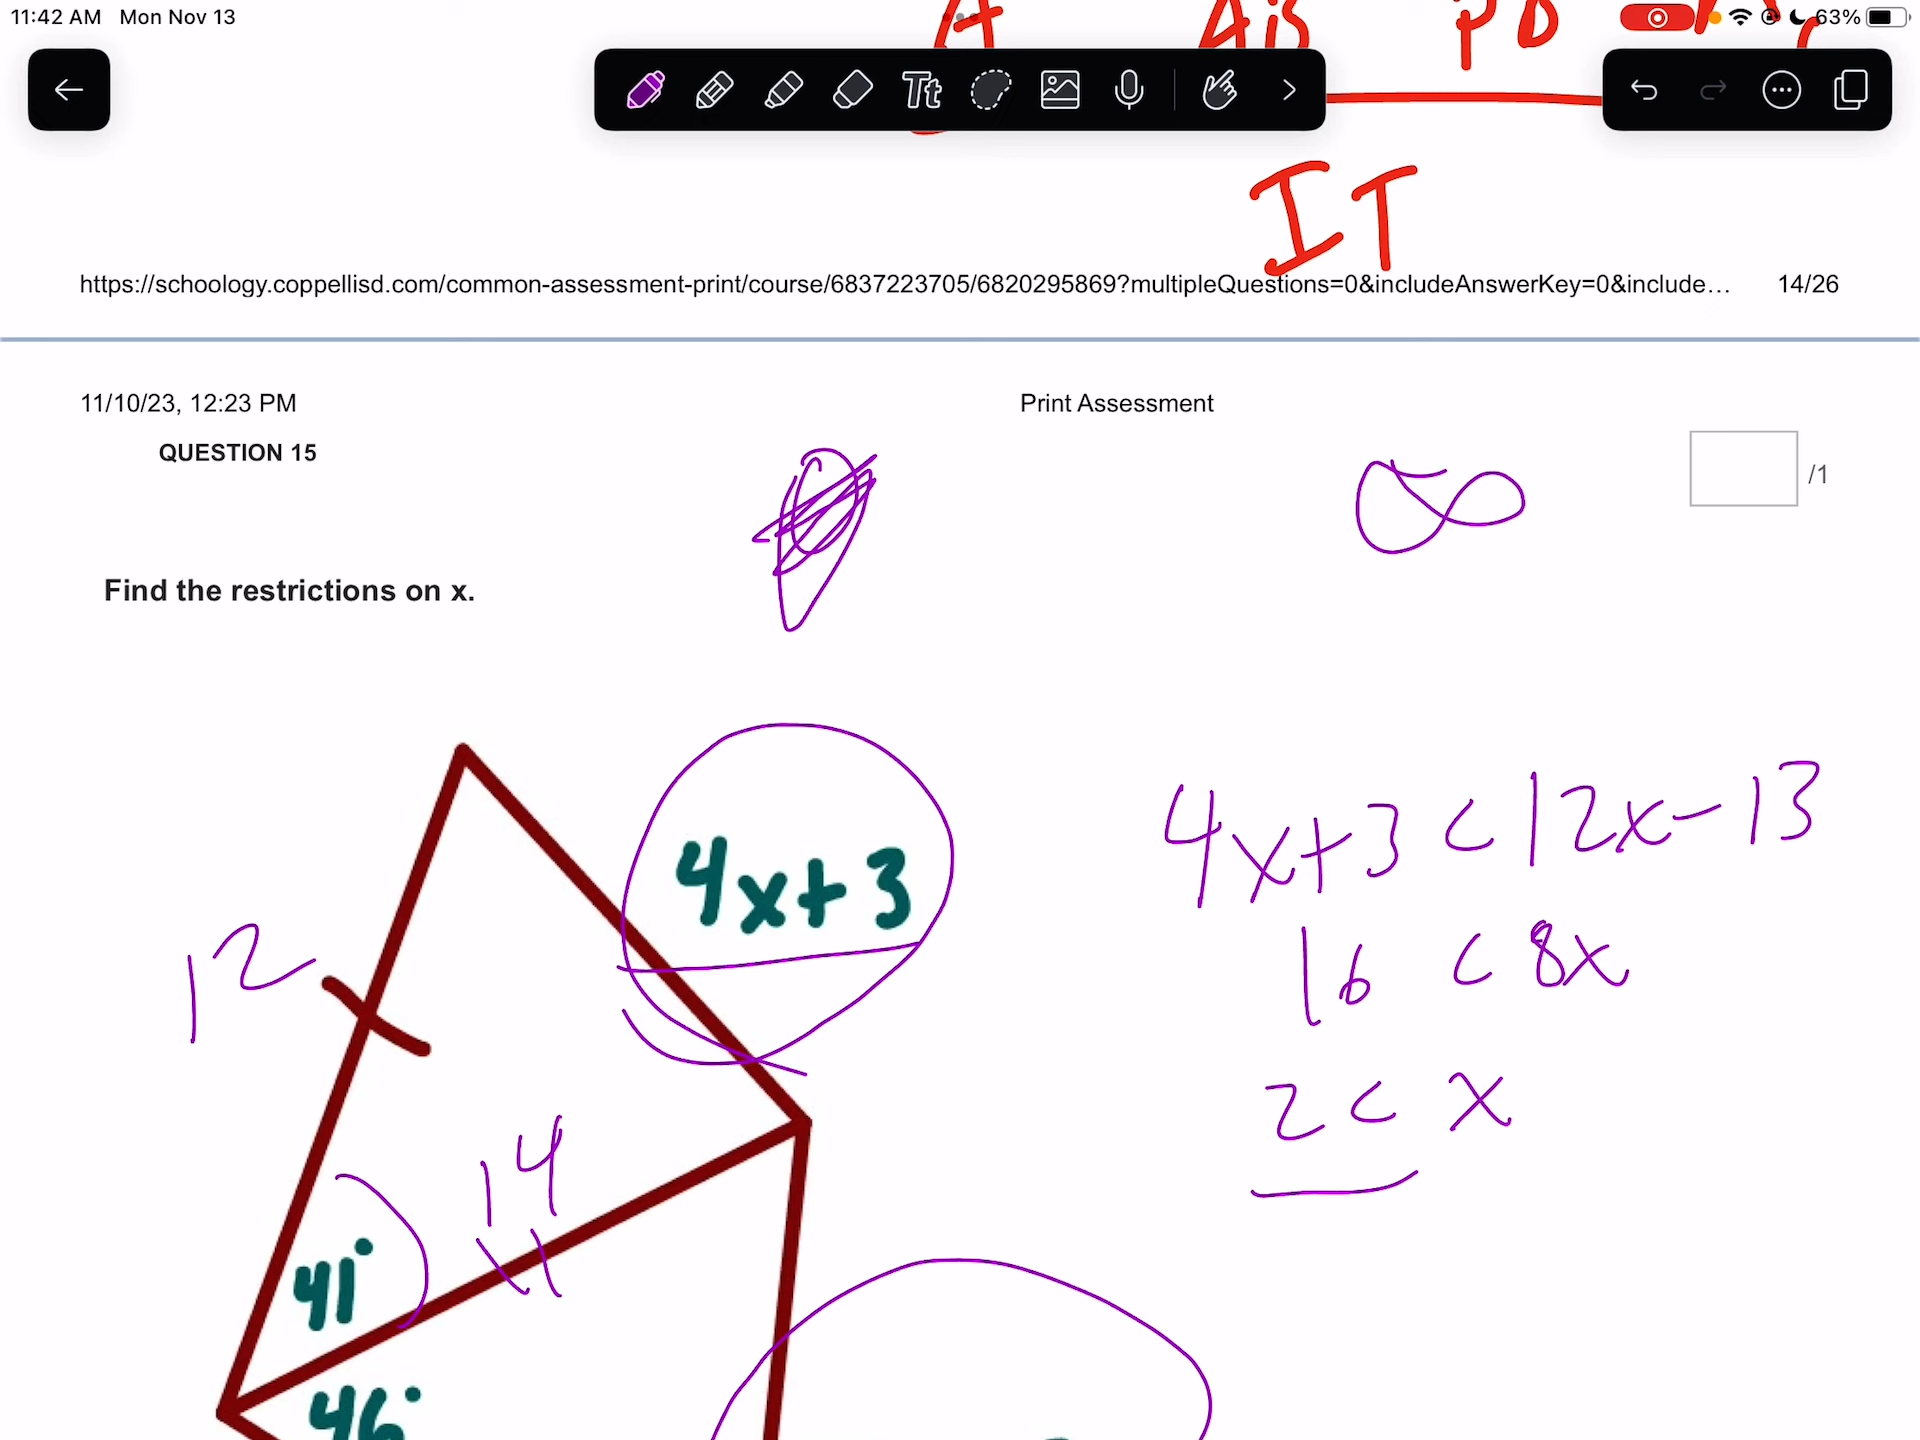 11:42 AM Mon Nov 13
63%
Tt
IT
https://schoology.coppellisd.com/common-assessment-print/course/6837223705/6820295869?multipleQuestions=0&includeAnswerKey=0&include… 14/26
11/10/23, 12:23 PM Print Assessment
QUESTION 15
/1
∞
Find the restrictions on x.
4x+3
4x+3 < 12x-13
12
16 < 8x
2 < x
14
41°
46°